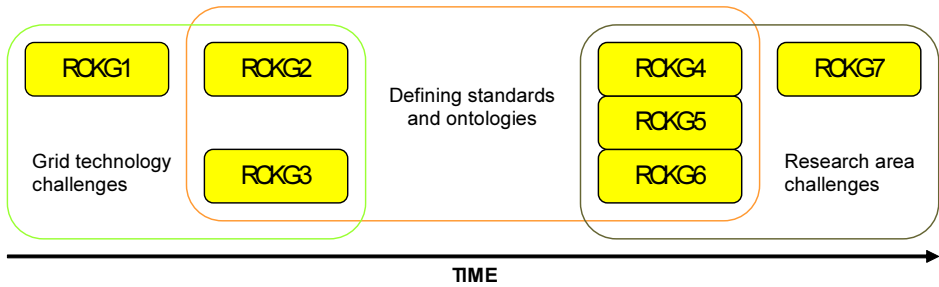 RCKG1
RCKG2
RCKG4
RCKG7
Defining standards
and ontologies
RCKG5
Grid technology
challenges
RCKG3
RCKG6
Research area
challenges
TIME